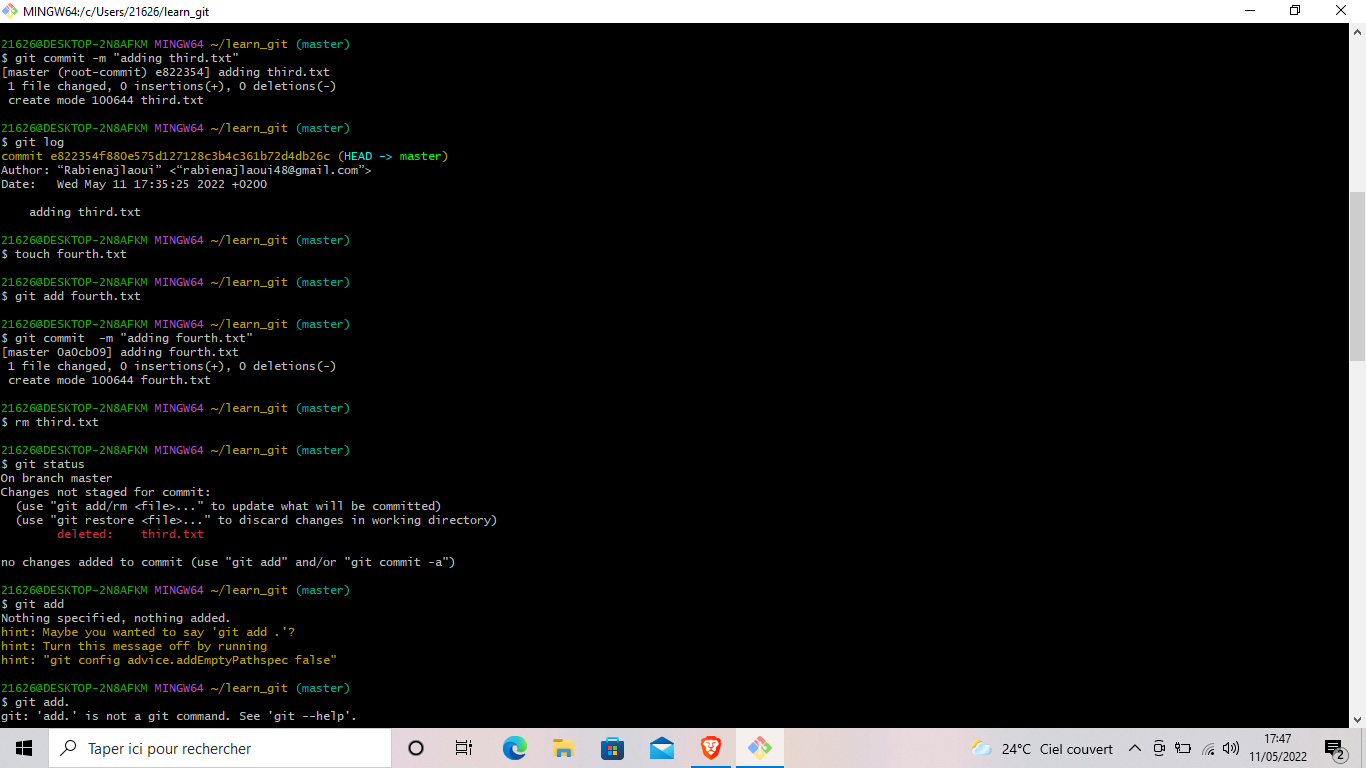 MINGW64:/c/Users/21626/learn_git
21626@DESKTOP-2N8AFKM MINGW64 ~/learn_git (master)
$ git commit -m "adding third.txt"
[master (root-commit) e822354] adding third.txt
 1 file changed, 0 insertions(+), 0 deletions(-)
 create mode 100644 third.txt
21626@DESKTOP-2N8AFKM MINGW64 ~/learn_git (master)
$ git log
commit e822354f880e575d127128c3b4c361b72d4db26c (HEAD -> master)
Author: “Rabienajlaoui” <“rabienajlaoui48@gmail.com”>
Date:   Wed May 11 17:35:25 2022 +0200
    adding third.txt
21626@DESKTOP-2N8AFKM MINGW64 ~/learn_git (master)
$ touch fourth.txt
21626@DESKTOP-2N8AFKM MINGW64 ~/learn_git (master)
$ git add fourth.txt
21626@DESKTOP-2N8AFKM MINGW64 ~/learn_git (master)
$ git commit  -m "adding fourth.txt"
[master 0a0cb09] adding fourth.txt
 1 file changed, 0 insertions(+), 0 deletions(-)
 create mode 100644 fourth.txt
21626@DESKTOP-2N8AFKM MINGW64 ~/learn_git (master)
$ rm third.txt
21626@DESKTOP-2N8AFKM MINGW64 ~/learn_git (master)
$ git status
On branch master
Changes not staged for commit:
  (use "git add/rm <file>..." to update what will be committed)
  (use "git restore <file>..." to discard changes in working directory)
        deleted:    third.txt
no changes added to commit (use "git add" and/or "git commit -a")
21626@DESKTOP-2N8AFKM MINGW64 ~/learn_git (master)
$ git add
Nothing specified, nothing added.
hint: Maybe you wanted to say 'git add .'?
hint: Turn this message off by running
hint: "git config advice.addEmptyPathspec false"
21626@DESKTOP-2N8AFKM MINGW64 ~/learn_git (master)
$ git add.
git: 'add.' is not a git command. See 'git --help'.
Taper ici pour rechercher
24°C Ciel couvert
17:47
11/05/2022
2